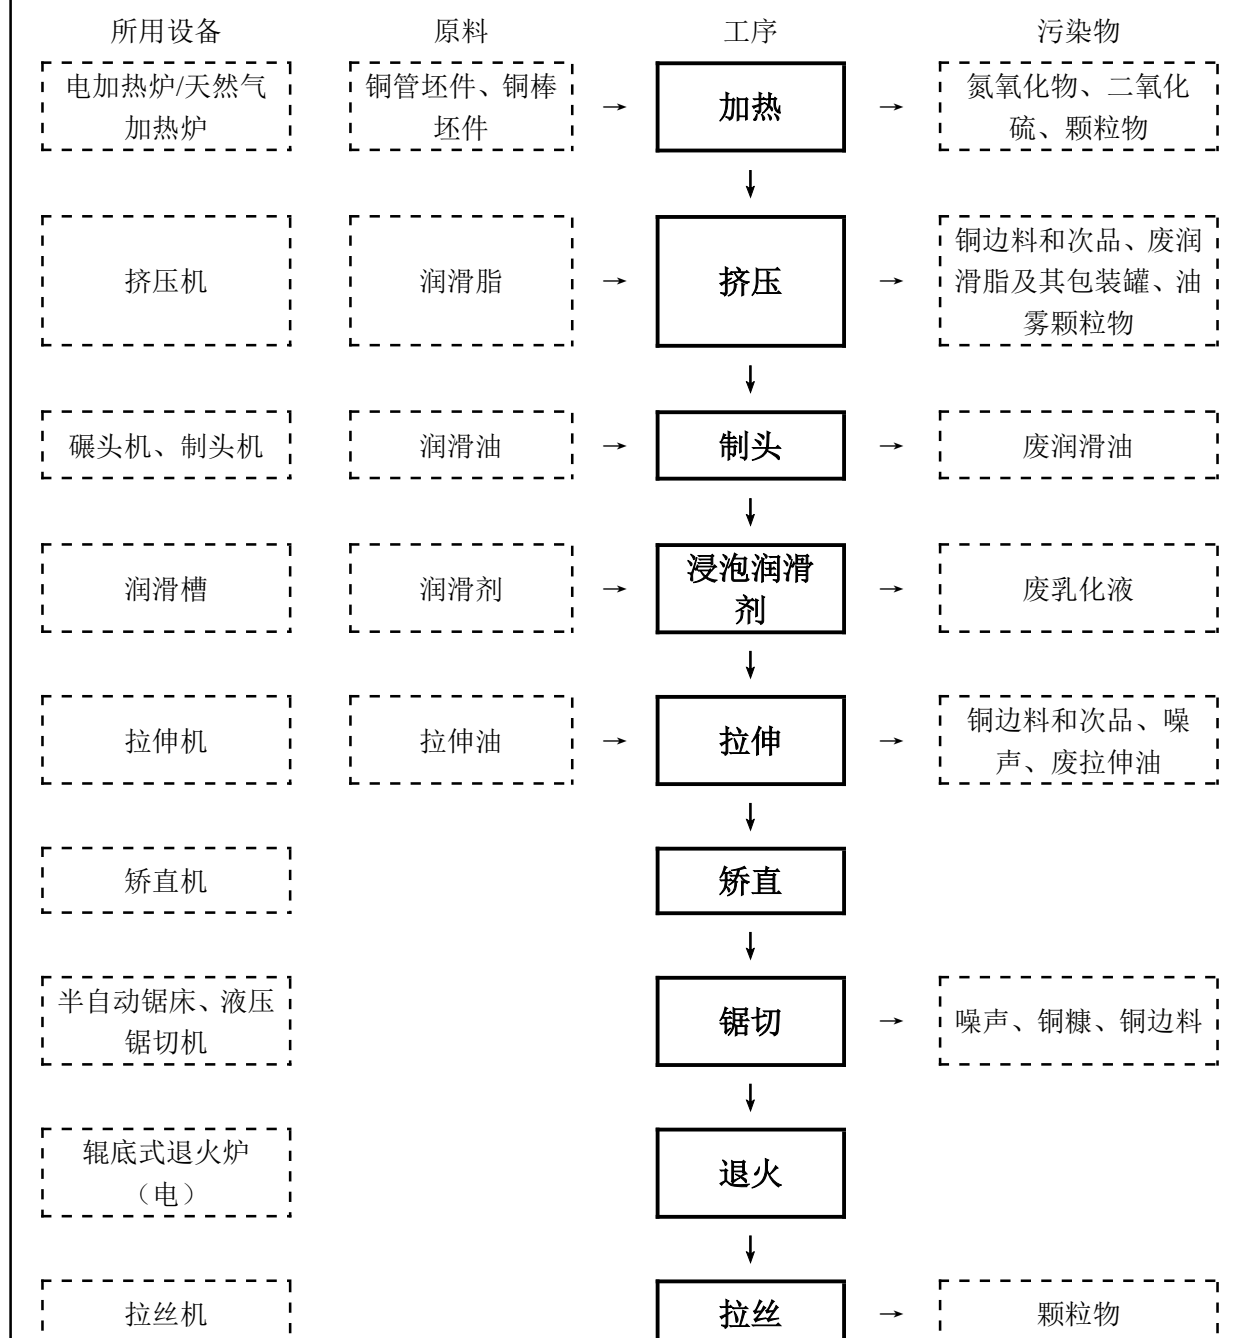 所用设备 原料 工序 污染物
电加热炉/天然气
加热炉
铜管坯件、铜棒
坯件
→
加热
→
氮氧化物、二氧化
硫、颗粒物
↓
挤压机
润滑脂
→
挤压
→
铜边料和次品、废润
滑脂及其包装罐、油
雾颗粒物
↓
碾头机、制头机
润滑油
→
制头
→
废润滑油
↓
润滑槽
润滑剂
→
浸泡润滑
剂
→
废乳化液
↓
拉伸机
拉伸油
→
拉伸
→
铜边料和次品、噪
声、废拉伸油
↓
矫直机
矫直
↓
半自动锯床、液压
锯切机
锯切
→
噪声、铜糠、铜边料
↓
辊底式退火炉
（电）
退火
↓
拉丝机
拉丝
→
颗粒物